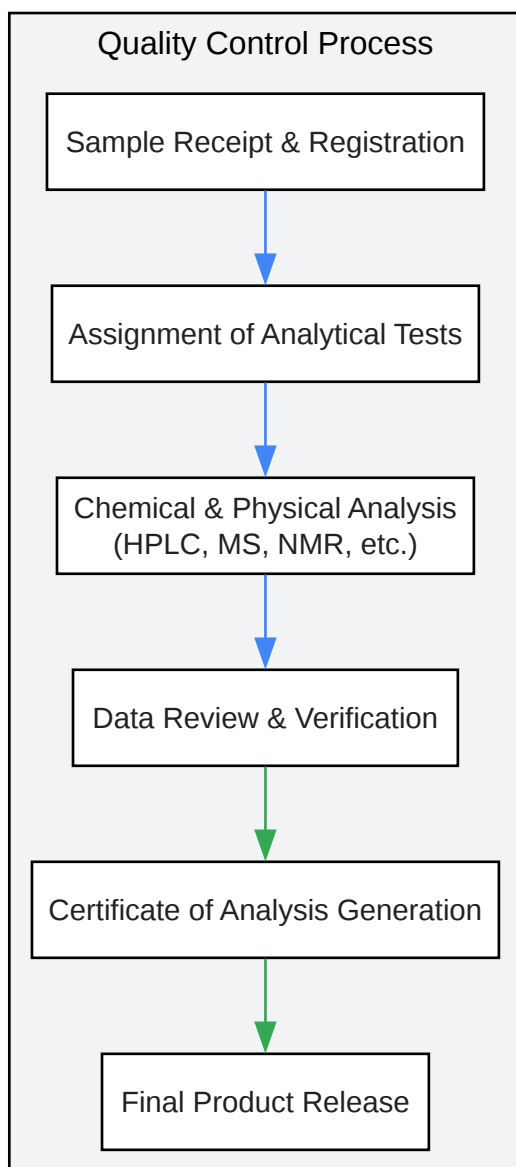 Quality Control Process
Sample Receipt & Registration
Assignment of Analytical Tests
Chemical & Physical Analysis
(HPLC, MS, NMR, etc.)
Data Review & Verification
Certificate of Analysis Generation
Final Product Release